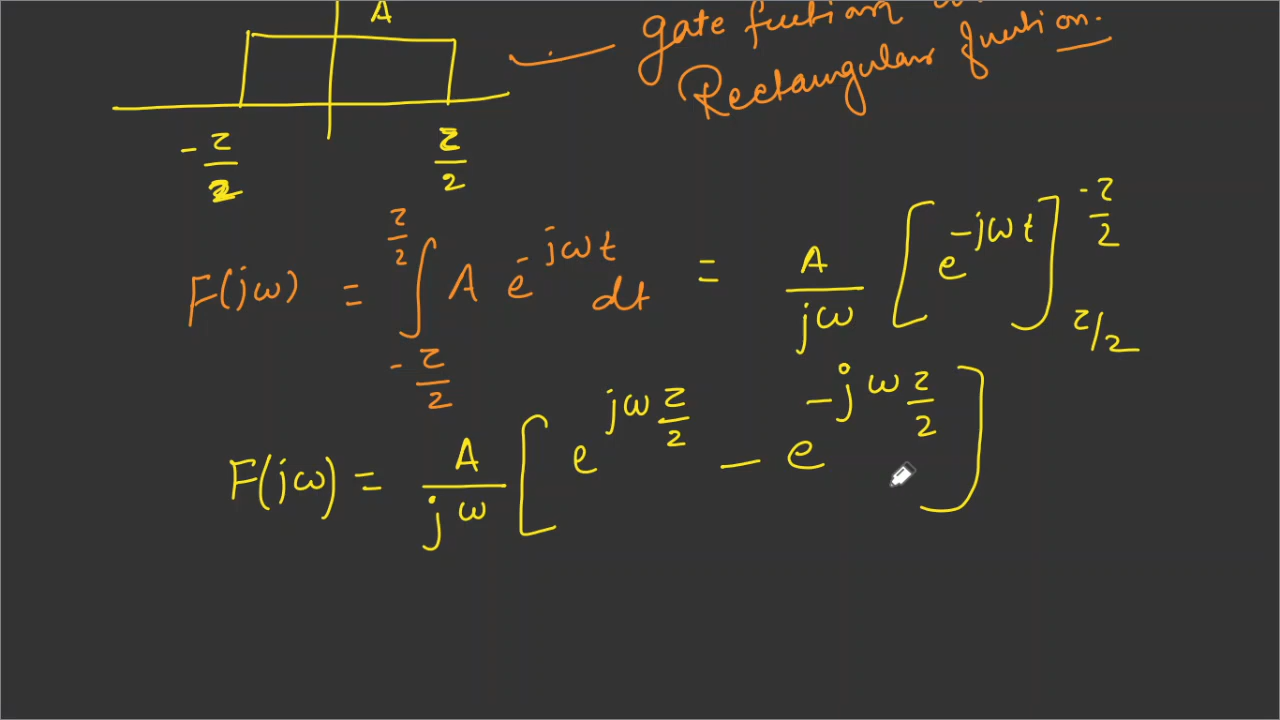 A
gate fuction
Rectangular function.
-τ/2 τ/2
F(jω) = ∫_{-τ/2}^{τ/2} A e^{-jωt} dt = A/jω [e^{-jωt}]_{τ/2}^{-τ/2}
F(jω) = A/jω [e^{jωτ/2} - e^{-jωτ/2}]